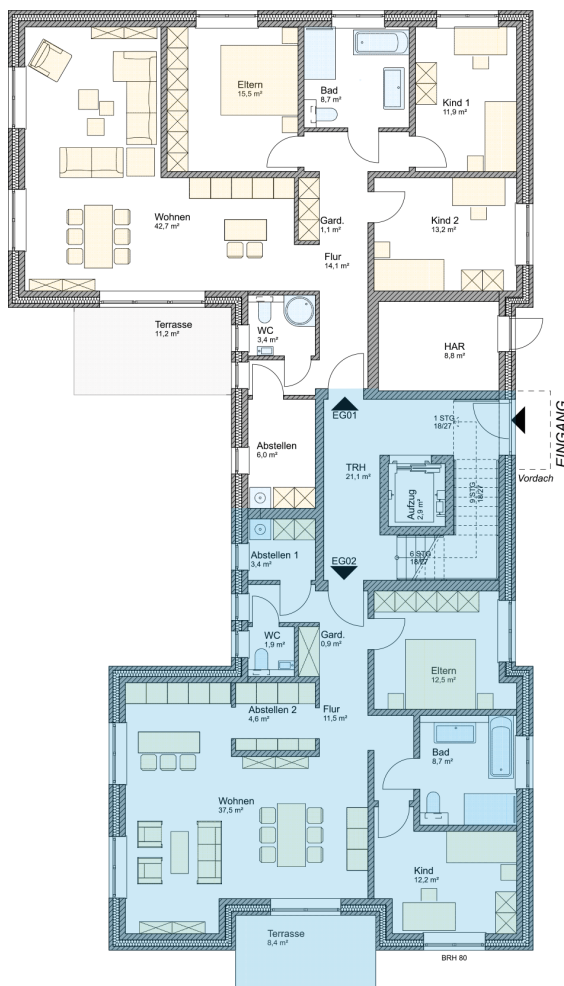 Eltern
15,5 m²
Bad
8,7 m²
Kind 1
11,9 m²
Wohnen
42,7 m²
Gard.
1,1 m²
Kind 2
13,2 m²
Flur
14,1 m²
Terrasse
11,2 m²
WC
3,4 m²
HAR
8,8 m²
EG01
1 STG
18/27
EINGANG
Vordach
Abstellen
6,0 m²
TRH
21,1 m²
Aufzug
2,9 m²
9 STG
18/27
6 STG
18/27
EG02
Abstellen 1
3,4 m²
WC
1,9 m²
Gard.
0,9 m²
Eltern
12,5 m²
Abstellen 2
4,6 m²
Flur
11,5 m²
Bad
8,7 m²
Wohnen
37,5 m²
Kind
12,2 m²
Terrasse
8,4 m²
BRH 80